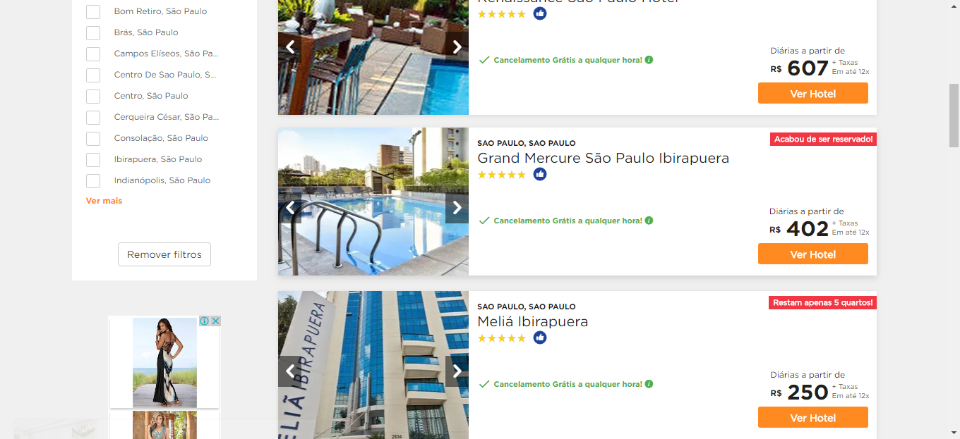 Bom Retiro, São Paulo
Brás, São Paulo
Campos Elíseos, São Pa...
Centro De Sao Paulo, S...
Centro, São Paulo
Cerqueira César, São Pa...
Consolação, São Paulo
Ibirapuera, São Paulo
Indianópolis, São Paulo
Ver mais
Remover filtros
Renaissance São Paulo Hotel
Cancelamento Grátis a qualquer hora!
Diárias a partir de
R$ 607 + Taxas
Em até 12x
Ver Hotel
SAO PAULO, SAO PAULO
Acabou de ser reservado!
Grand Mercure São Paulo Ibirapuera
Cancelamento Grátis a qualquer hora!
Diárias a partir de
R$ 402 + Taxas
Em até 12x
Ver Hotel
SAO PAULO, SAO PAULO
Restam apenas 5 quartos!
Meliá Ibirapuera
Cancelamento Grátis a qualquer hora!
Diárias a partir de
R$ 250 + Taxas
Em até 12x
Ver Hotel
MELIÃ IBIRAPUERA